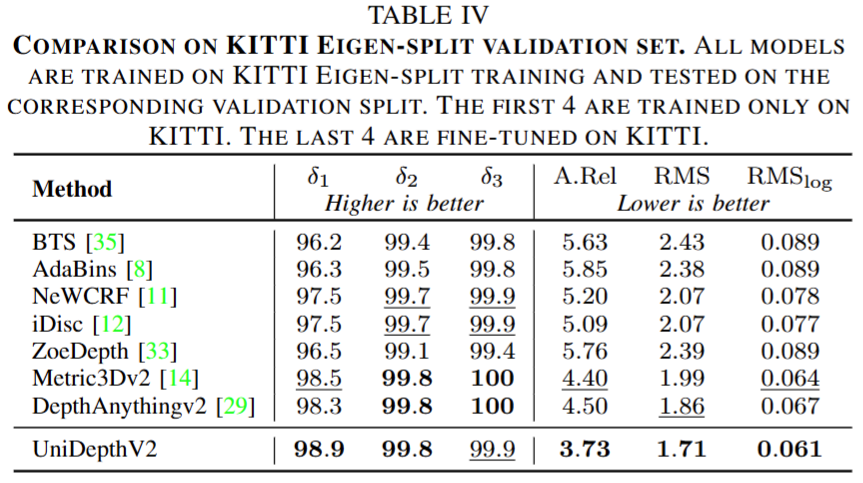 TABLE IV
COMPARISON ON KITTI EIGEN-SPLIT VALIDATION SET. ALL MODELS
ARE TRAINED ON KITTI EIGEN-SPLIT TRAINING AND TESTED ON THE
CORRESPONDING VALIDATION SPLIT. THE FIRST 4 ARE TRAINED ONLY ON
KITTI. THE LAST 4 ARE FINE-TUNED ON KITTI.
Method δ1 δ2 δ3 A.Rel RMS RMSlog
Higher is better Lower is better
BTS [35] 96.2 99.4 99.8 5.63 2.43 0.089
AdaBins [8] 96.3 99.5 99.8 5.85 2.38 0.089
NeWCRF [11] 97.5 99.7 99.9 5.20 2.07 0.078
iDisc [12] 97.5 99.7 99.9 5.09 2.07 0.077
ZoeDepth [33] 96.5 99.1 99.4 5.76 2.39 0.089
Metric3Dv2 [14] 98.5 99.8 100 4.40 1.99 0.064
DepthAnythingv2 [29] 98.3 99.8 100 4.50 1.86 0.067
UniDepthV2 98.9 99.8 99.9 3.73 1.71 0.061